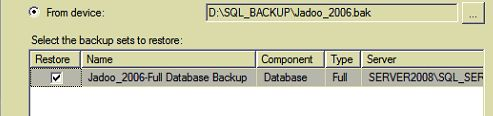 From device: D:\SQL_BACKUP\Jadoo_2006.bak ...
Select the backup sets to restore:
Restore Name Component Type Server
Jadoo_2006-Full Database Backup Database Full SERVER2008\SQL_SER